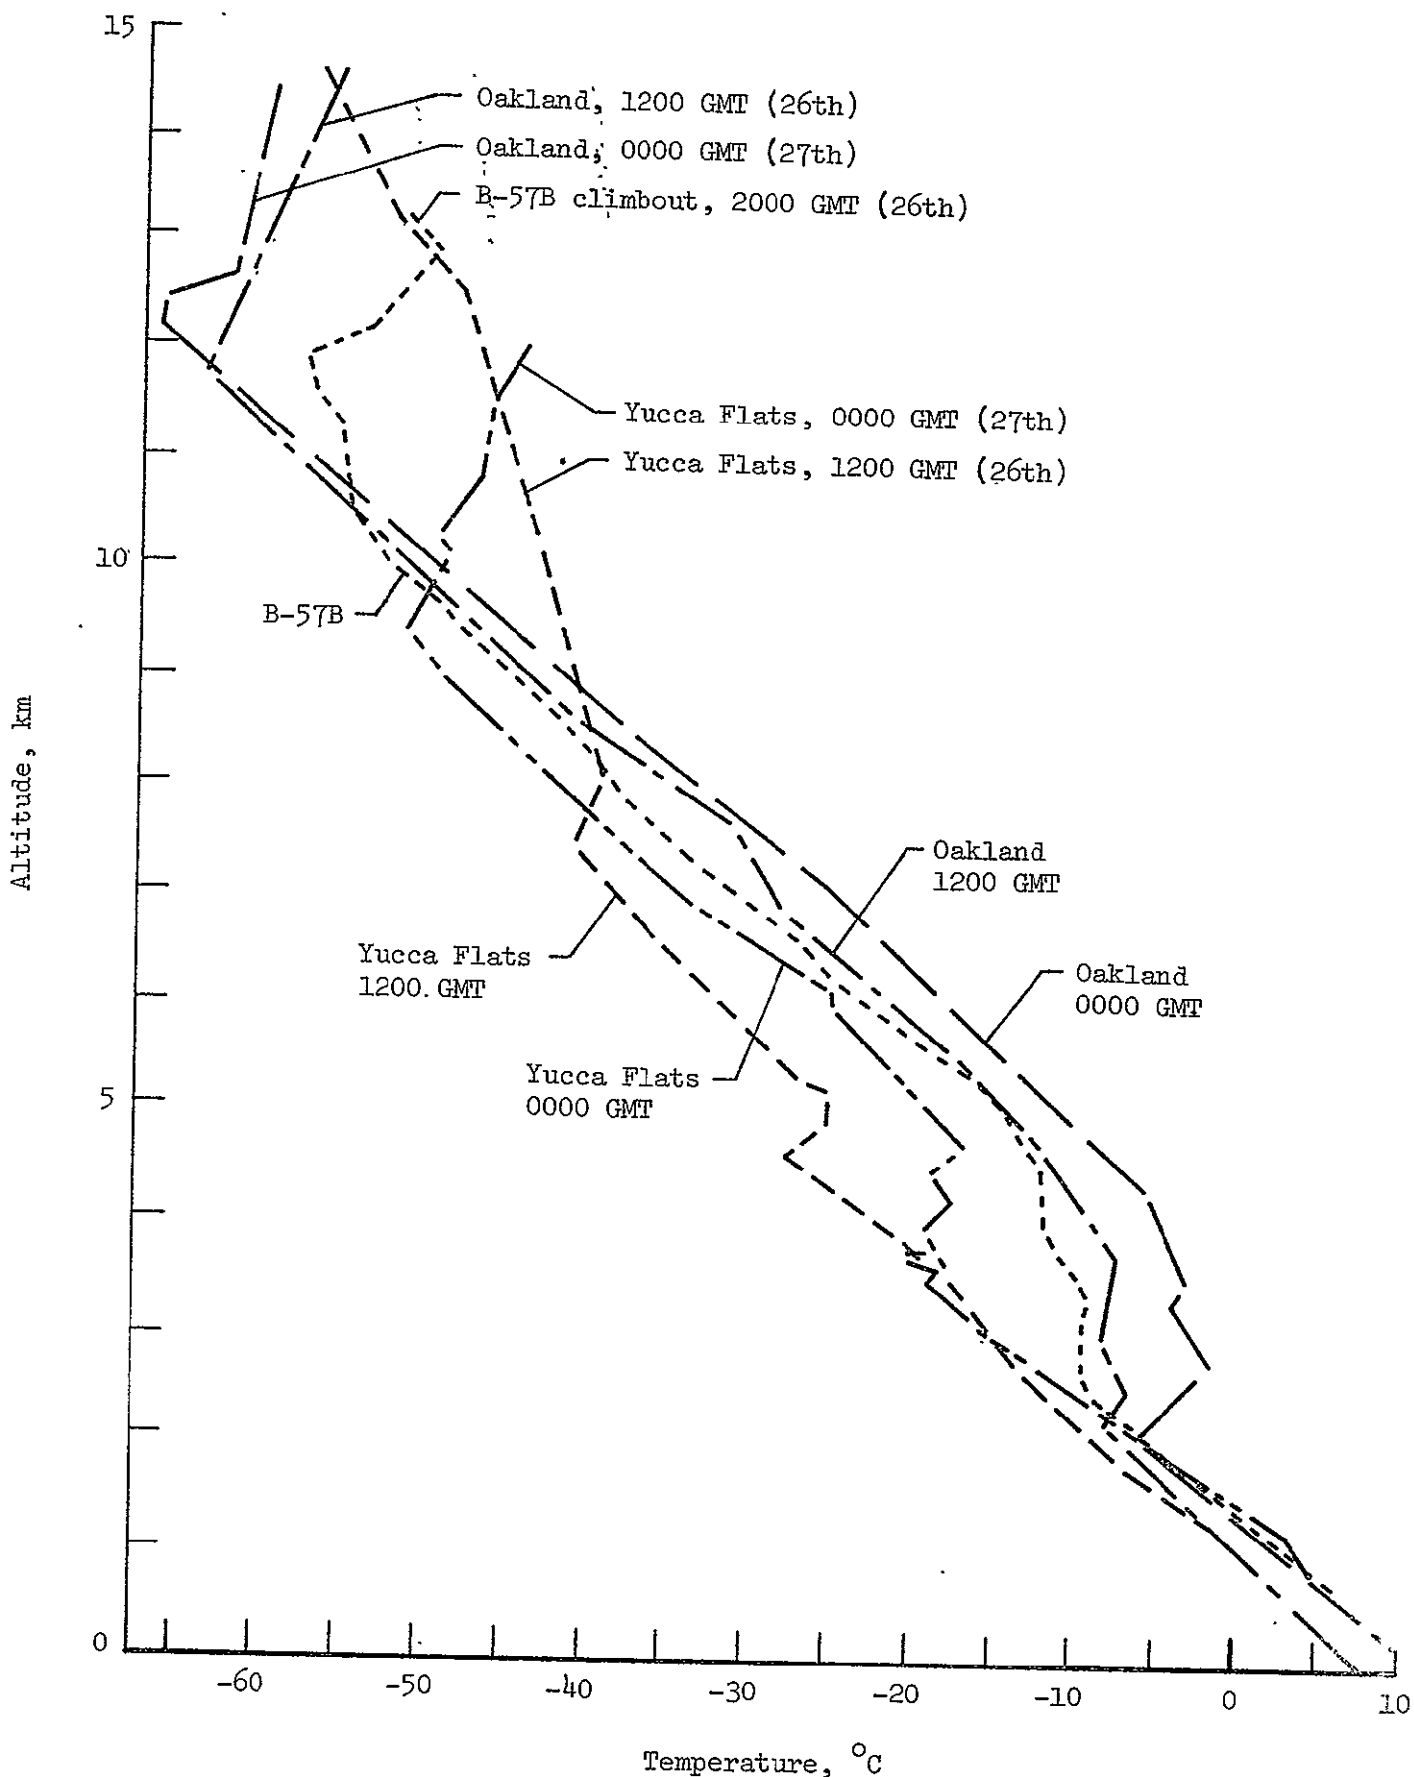 15
Oakland, 1200 GMT (26th)
Oakland, 0000 GMT (27th)
B-57B climbout, 2000 GMT (26th)
Yucca Flats, 0000 GMT (27th)
Yucca Flats, 1200 GMT (26th)
10
B-57B
Altitude, km
Oakland
1200 GMT
Yucca Flats
1200 GMT
Oakland
0000 GMT
Yucca Flats
0000 GMT
5
0
-60 -50 -40 -30 -20 -10 0 10
Temperature, °C